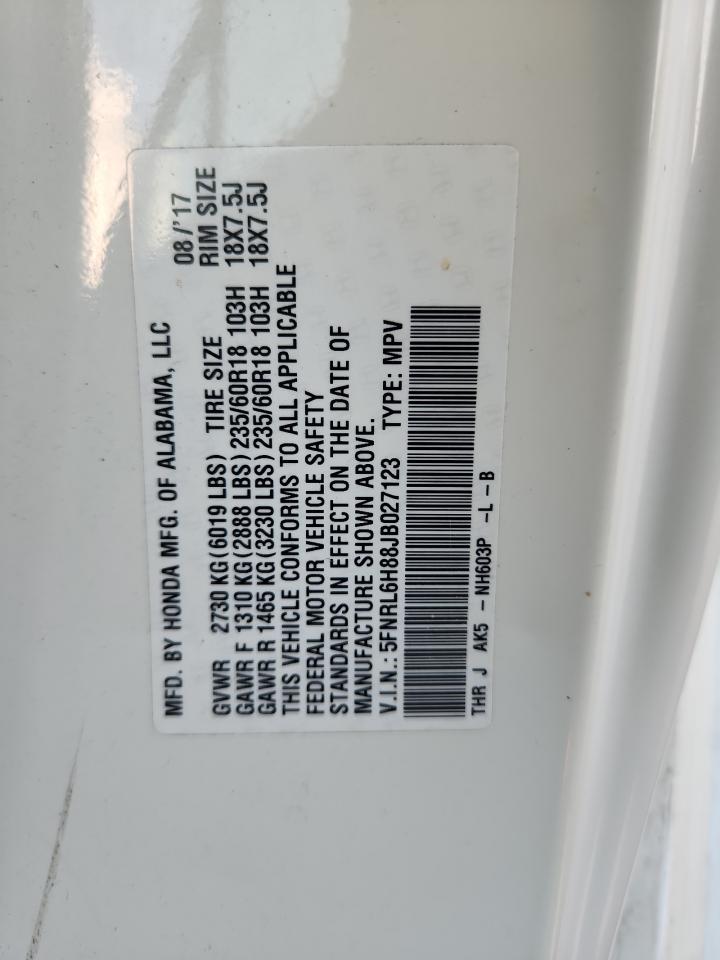 MFD. BY HONDA MFG. OF ALABAMA, LLC 08/'17
GVWR 2730 KG(6019 LBS) TIRE SIZE RIM SIZE
GAWR F 1310 KG(2888 LBS)235/60R18 103H 18X7.5J
GAWR R 1465 KG(3230 LBS)235/60R18 103H 18X7.5J
THIS VEHICLE CONFORMS TO ALL APPLICABLE
FEDERAL MOTOR VEHICLE SAFETY
STANDARDS IN EFFECT ON THE DATE OF
MANUFACTURE SHOWN ABOVE.
V.I.N.: 5FNRL6H88JB027123 TYPE: MPV
THR J AK5 -NH603P -L-B